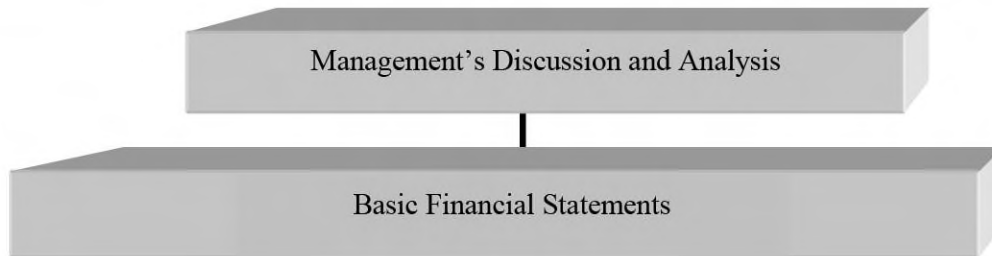 Management’s Discussion and Analysis
Basic Financial Statements